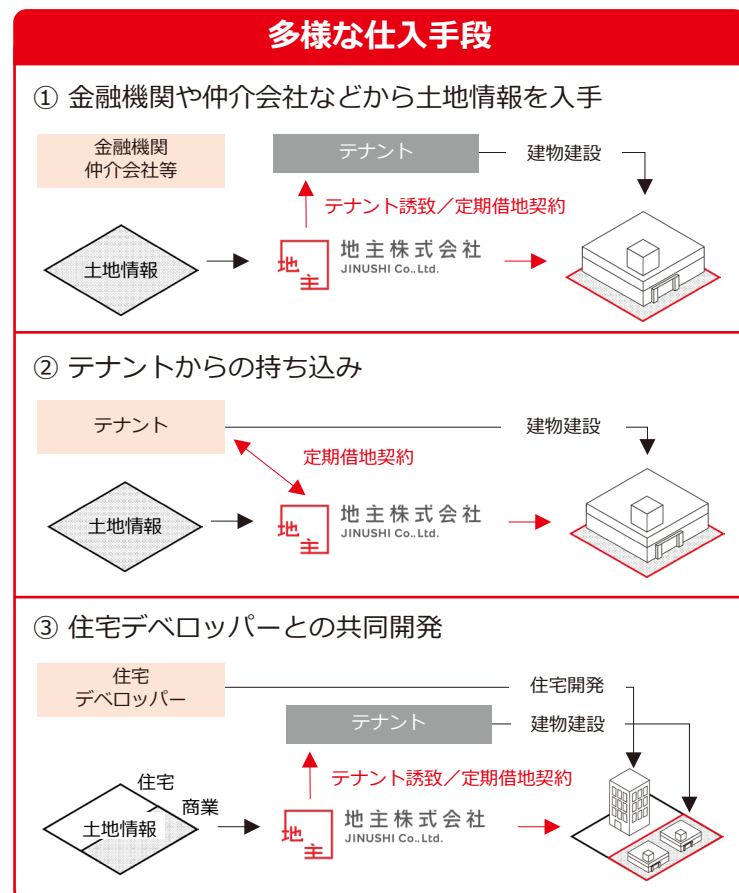 多様な仕入手段
① 金融機関や仲介会社などから土地情報を入手
金融機関
仲介会社等
テナント
建物建設
テナント誘致／定期借地契約
土地情報
地主
地主株式会社
JINUSHI Co.,Ltd.
② テナントからの持ち込み
テナント
建物建設
定期借地契約
土地情報
地主
地主株式会社
JINUSHI Co.,Ltd.
③ 住宅デベロッパーとの共同開発
住宅
デベロッパー
住宅開発
テナント
建物建設
テナント誘致／定期借地契約
住宅
商業
土地情報
地主
地主株式会社
JINUSHI Co.,Ltd.